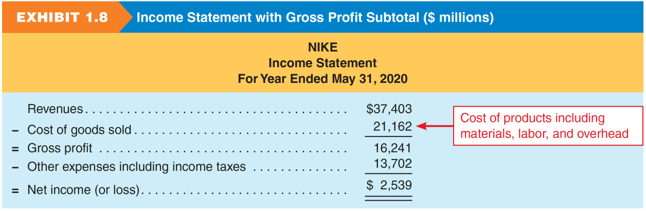 EXHIBIT 1.8 Income Statement with Gross Profit Subtotal ($ millions)
NIKE
Income Statement
For Year Ended May 31, 2020
Revenues. . . . . . . . . . . . . . . . . . . . . . . . . . . . . . . . . . . . . . $37,403
− Cost of goods sold . . . . . . . . . . . . . . . . . . . . . . . . . . . . . . 21,162
Cost of products including
materials, labor, and overhead
= Gross profit . . . . . . . . . . . . . . . . . . . . . . . . . . . . . . . . . . . 16,241
− Other expenses including income taxes . . . . . . . . . . . . . 13,702
= Net income (or loss). . . . . . . . . . . . . . . . . . . . . . . . . . . . . $ 2,539